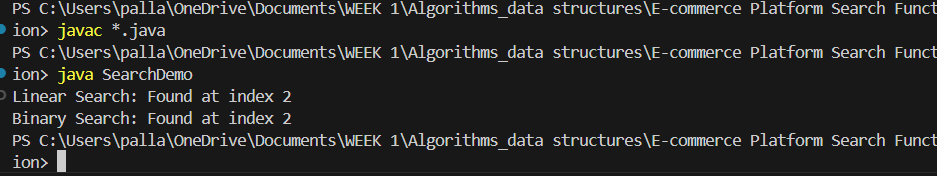 PS C:\Users\palla\OneDrive\Documents\WEEK 1\Algorithms_data structures\E-commerce Platform Search Funct
ion> javac *.java
PS C:\Users\palla\OneDrive\Documents\WEEK 1\Algorithms_data structures\E-commerce Platform Search Funct
ion> java SearchDemo
Linear Search: Found at index 2
Binary Search: Found at index 2
PS C:\Users\palla\OneDrive\Documents\WEEK 1\Algorithms_data structures\E-commerce Platform Search Funct
ion>